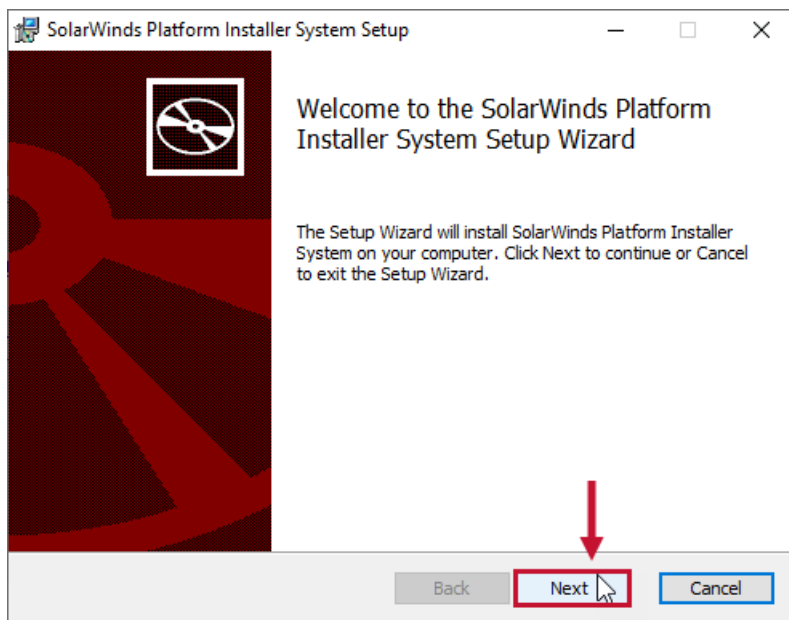 SolarWinds Platform Installer System Setup
Welcome to the SolarWinds Platform
Installer System Setup Wizard
The Setup Wizard will install SolarWinds Platform Installer
System on your computer. Click Next to continue or Cancel
to exit the Setup Wizard.
Back Next Cancel